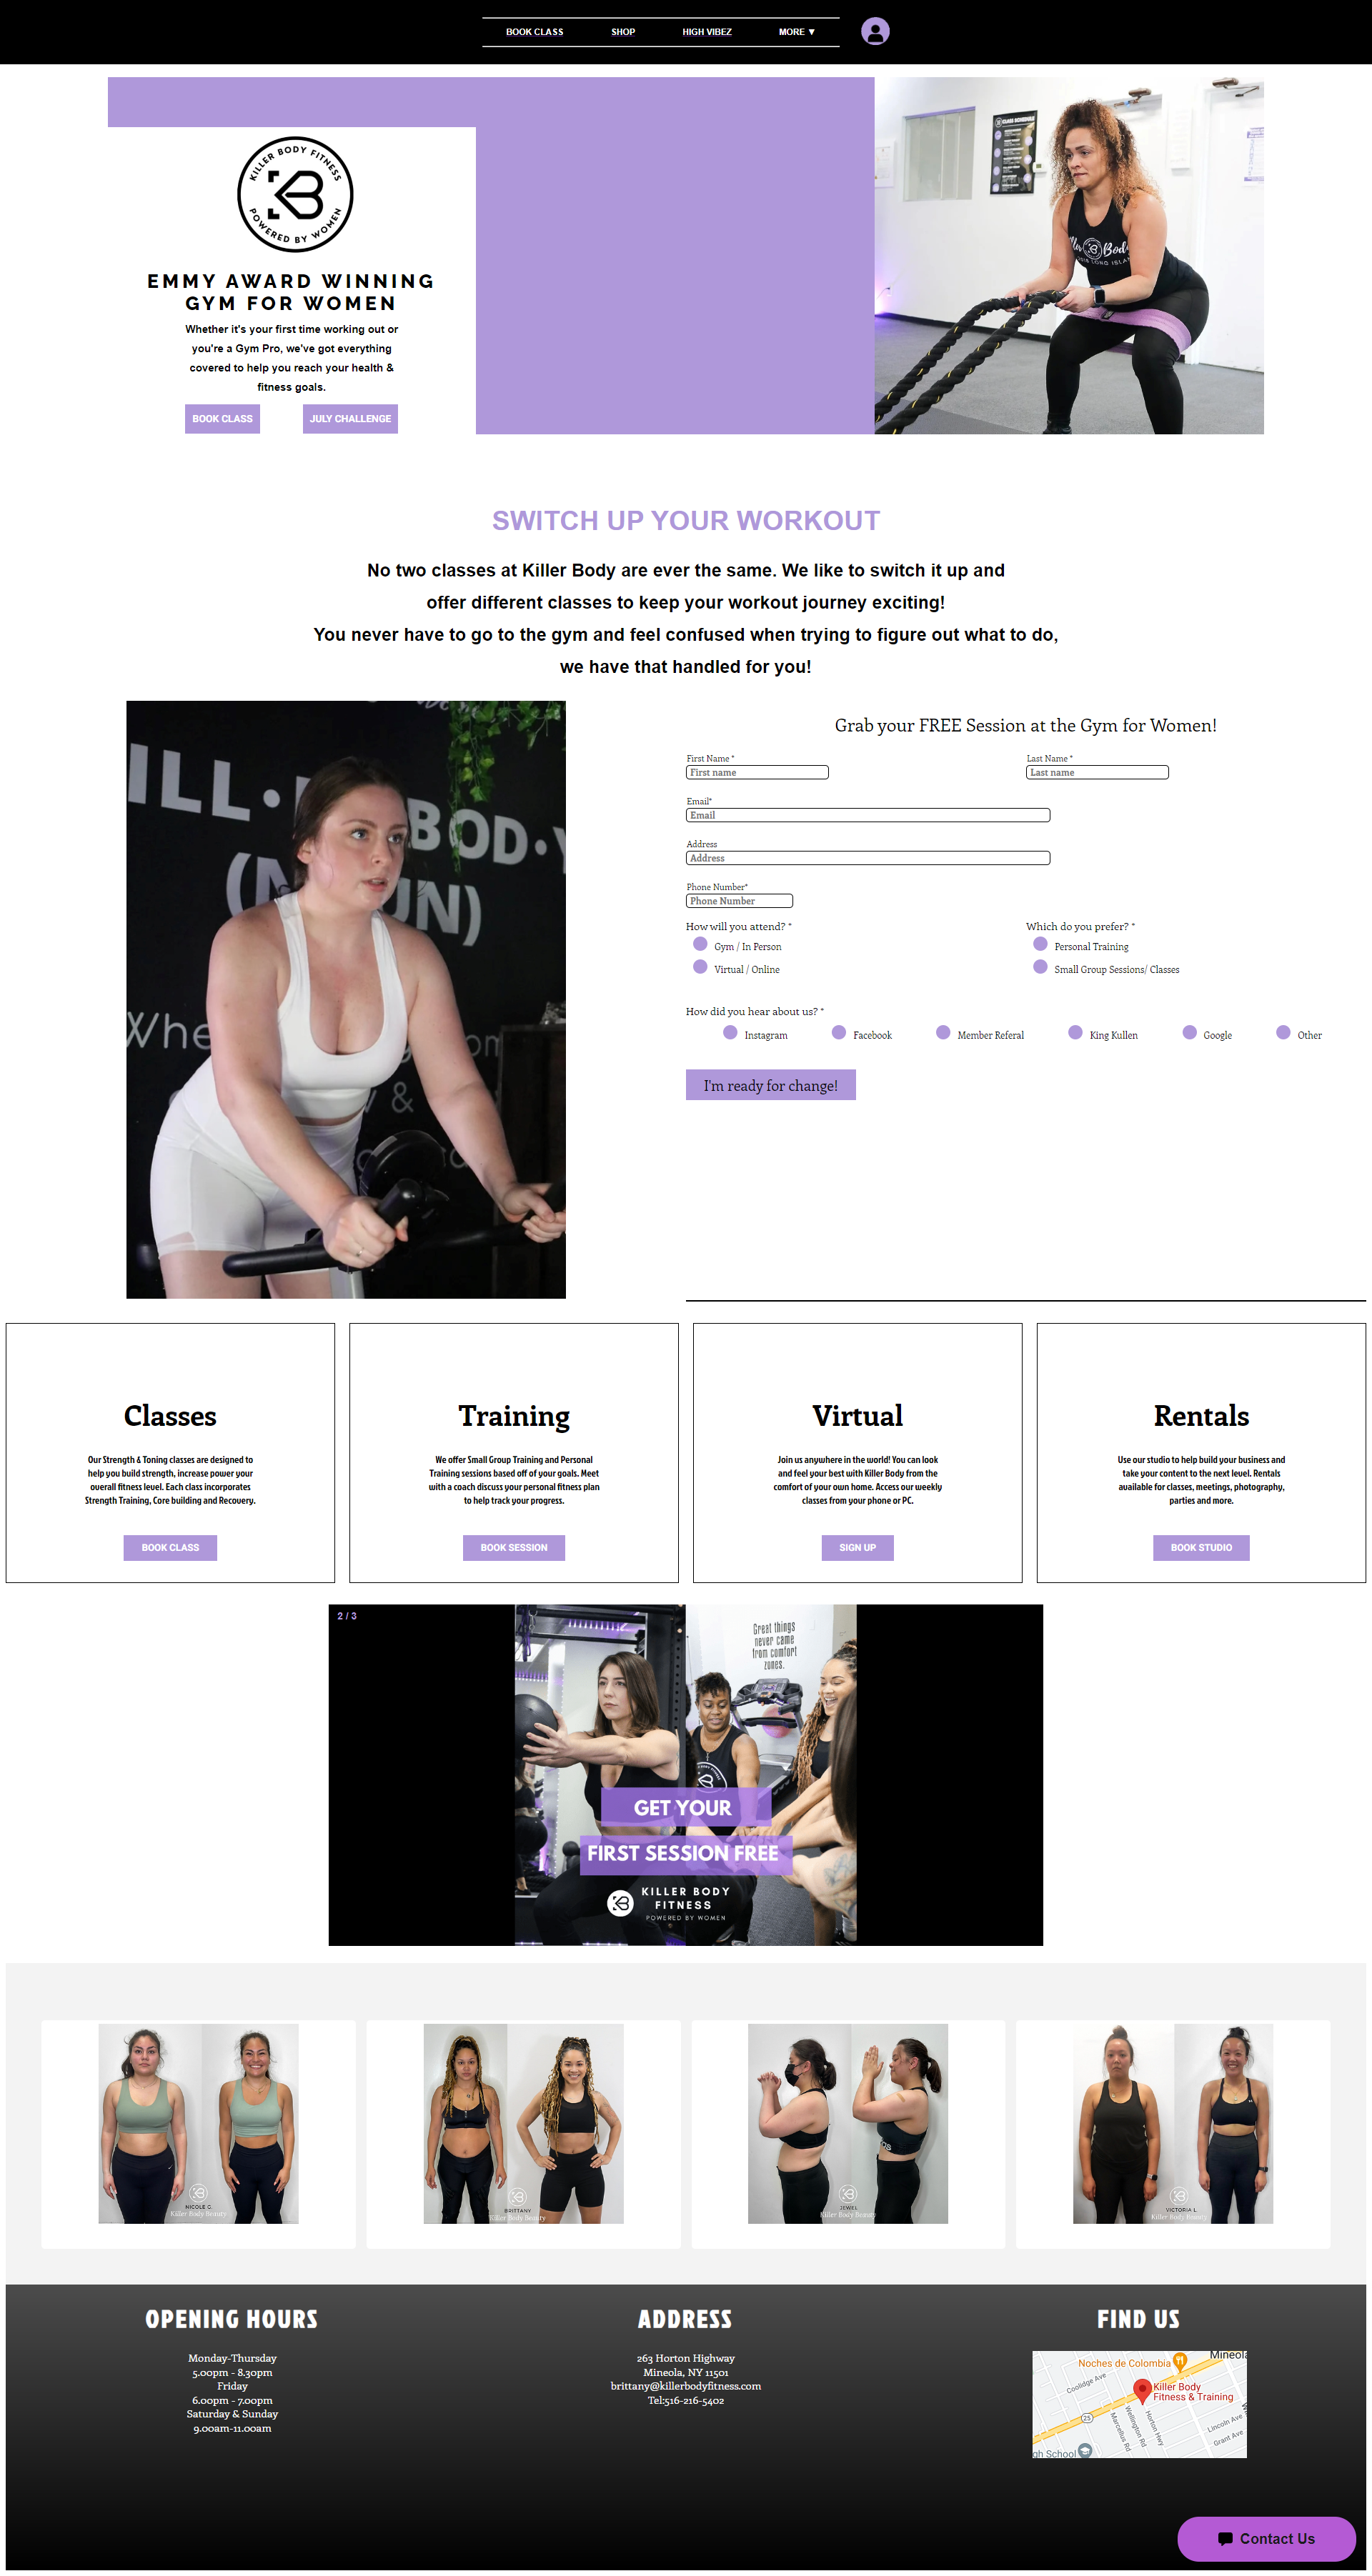 BOOK CLASS
SHOP
HIGH VIBEZ
MORE ▼
KILLER BODY FITNESS
POWERED BY WOMEN
EMMY AWARD WINNING
GYM FOR WOMEN
Whether it's your first time working out or
you're a Gym Pro, we've got everything
covered to help you reach your health &
fitness goals.
BOOK CLASS
JULY CHALLENGE
CLASS SCHEDULE
SWITCH UP YOUR WORKOUT
No two classes at Killer Body are ever the same. We like to switch it up and
offer different classes to keep your workout journey exciting!
You never have to go to the gym and feel confused when trying to figure out what to do,
we have that handled for you!
Grab your FREE Session at the Gym for Women!
First Name *
Last Name *
First name
Last name
Email*
Email
Address
Address
Phone Number*
Phone Number
How will you attend? *
Which do you prefer? *
Gym / In Person
Personal Training
Virtual / Online
Small Group Sessions/ Classes
How did you hear about us? *
Instagram
Facebook
Member Referal
King Kullen
Google
Other
I'm ready for change!
Classes
Our Strength & Toning classes are designed to
help you build strength, increase power your
overall fitness level. Each class incorporates
Strength Training, Core building and Recovery.
BOOK CLASS
Training
We offer Small Group Training and Personal
Training sessions based off of your goals. Meet
with a coach discuss your personal fitness plan
to help track your progress.
BOOK SESSION
Virtual
Join us anywhere in the world! You can look
and feel your best with Killer Body from the
comfort of your own home. Access our weekly
classes from your phone or PC.
SIGN UP
Rentals
Use our studio to help build your business and
take your content to the next level. Rentals
available for classes, meetings, photography,
parties and more.
BOOK STUDIO
2 / 3
Great things
never came
from comfort
zones.
GET YOUR
FIRST SESSION FREE
KILLER BODY
FITNESS
POWERED BY WOMEN
NICOLE G.
Killer Body Beauty
BRITTANY
Killer Body Beauty
JEWEL
Killer Body Beauty
VICTORIA L.
Killer Body Beauty
OPENING HOURS
Monday-Thursday
5.00pm - 8.30pm
Friday
6.00pm - 7.00pm
Saturday & Sunday
9.00am-11.00am
ADDRESS
263 Horton Highway
Mineola, NY 11501
brittany@killerbodyfitness.com
Tel:516-216-5402
FIND US
Mineola
Noches de Colombia
Coolidge Ave
Killer Body
Fitness & Training
25
Marcellus Rd
Wellington Rd
Horton Hwy
Lincoln Ave
Grant Ave
gh School
Contact Us